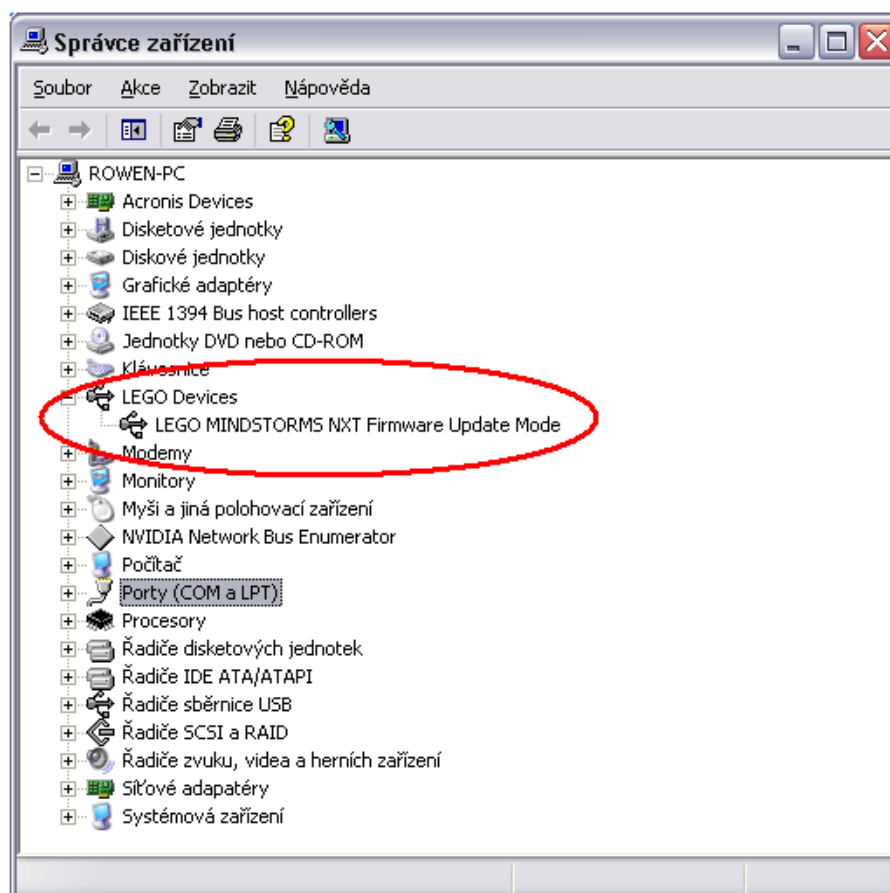 Správce zařízení
Soubor Akce Zobrazit Nápověda
ROWEN-PC
Acronis Devices
Disketové jednotky
Diskové jednotky
Grafické adaptéry
IEEE 1394 Bus host controllers
Jednotky DVD nebo CD-ROM
Klávesnice
LEGO Devices
LEGO MINDSTORMS NXT Firmware Update Mode
Modemy
Monitory
Myši a jiná polohovací zařízení
NVIDIA Network Bus Enumerator
Počítač
Porty (COM a LPT)
Procesory
Řadiče disketových jednotek
Řadiče IDE ATA/ATAPI
Řadiče sběrnice USB
Řadiče SCSI a RAID
Řadiče zvuku, videa a herních zařízení
Síťové adapatéry
Systémová zařízení